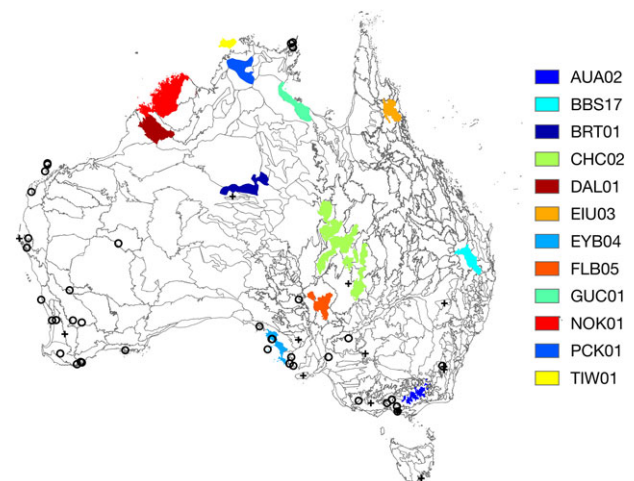 AUA02
BBS17
BRT01
CHC02
DAL01
EIU03
EYB04
FLB05
GUC01
NOK01
PCK01
TIW01